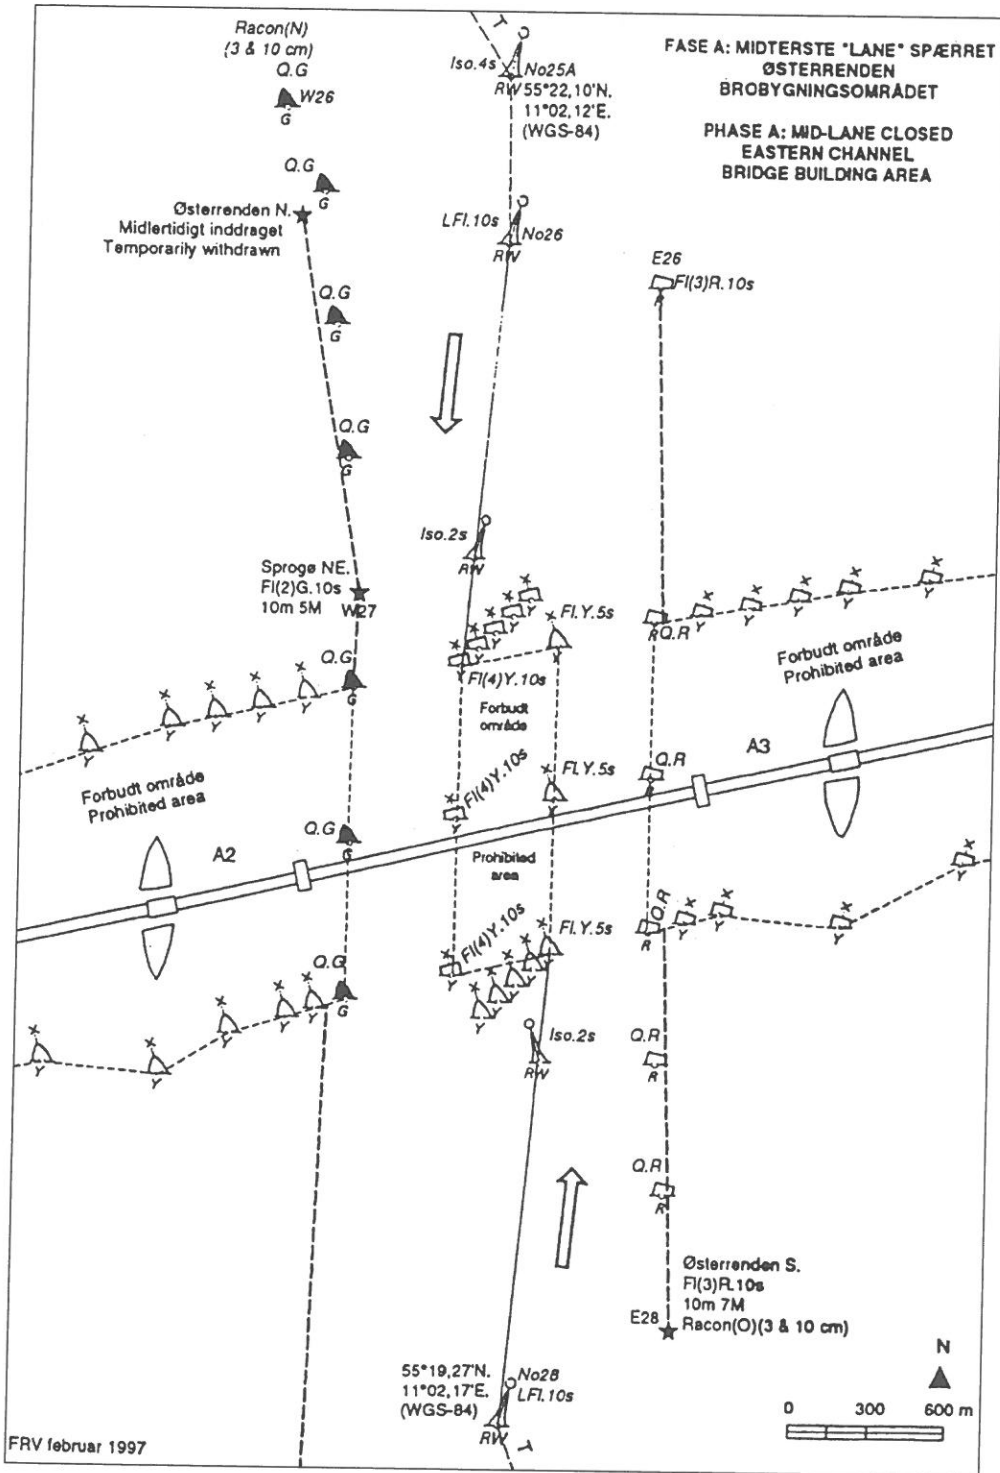 Racon(N)
(3 & 10 cm)
Q.G
W26
G
Iso.4s
T
No25A
RW
55°22,10'N.
11°02,12'E.
(WGS-84)
FASE A: MIDTERSTE "LANE" SPÆRRET
ØSTERRENDEN
BROBYGNINGSOMRÅDET
PHASE A: MID-LANE CLOSED
EASTERN CHANNEL
BRIDGE BUILDING AREA
Q.G
G
Østerrenden N.
Midlertidigt inddraget
Temporarily withdrawn
LFl.10s
No26
RW
E26
Fl(3)R.10s
R
Q.G
G
Q.G
G
Iso.2s
RW
Sprogø NE.
Fl(2)G.10s
10m 5M
W27
Y
Y
Y
Y
Y
Fl.Y.5s
Y
Fl(4)Y.10s
R
Q.R
Y
Y
Y
Y
Y
Forbudt område
Prohibited area
Q.G
G
Y
Y
Y
Y
Y
Forbudt
område
Forbudt område
Prohibited area
Fl(4)Y.10s
Y
Fl.Y.5s
Y
Q.R
R
A3
Q.G
G
A2
Prohibited
area
Fl(4)Y.10s
Y
Fl.Y.5s
Y
Y
Y
Y
Y
Q.R
R
Y
Y
Y
Y
Q.G
G
Y
Y
Y
Y
Y
Iso.2s
RW
Q.R
R
Q.R
R
Østerrenden S.
Fl(3)R.10s
10m 7M
Racon(O)(3 & 10 cm)
E28
55°19,27'N.
11°02,17'E.
(WGS-84)
No28
LFl.10s
RW
T
N
0 300 600 m
FRV februar 1997